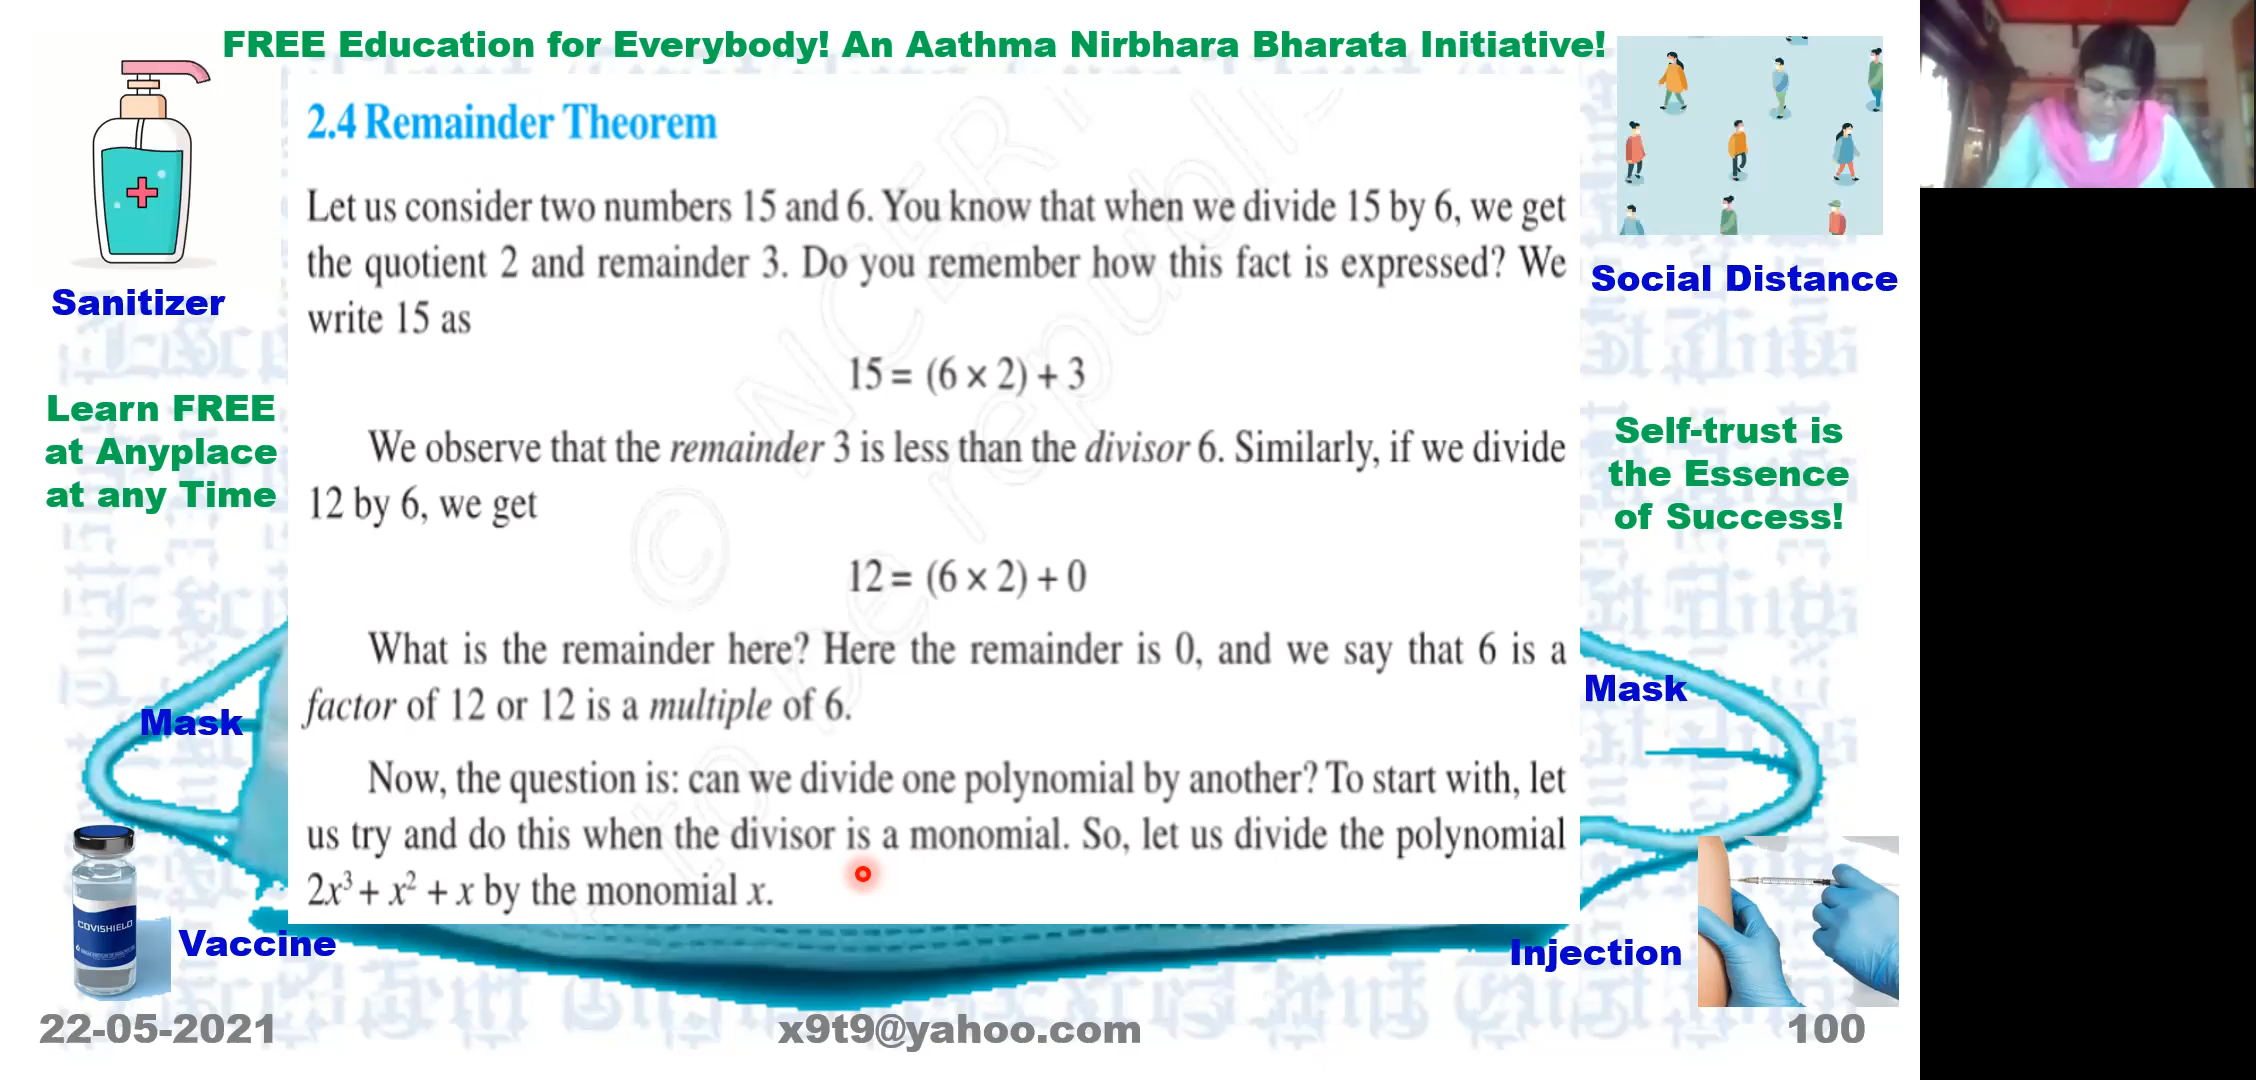 FREE Education for Everybody! An Aathma Nirbhara Bharata Initiative!
2.4 Remainder Theorem
Let us consider two numbers 15 and 6. You know that when we divide 15 by 6, we get
the quotient 2 and remainder 3. Do you remember how this fact is expressed? We
write 15 as
15 = (6 × 2) + 3
We observe that the remainder 3 is less than the divisor 6. Similarly, if we divide
12 by 6, we get
12 = (6 × 2) + 0
What is the remainder here? Here the remainder is 0, and we say that 6 is a
factor of 12 or 12 is a multiple of 6.
Now, the question is: can we divide one polynomial by another? To start with, let
us try and do this when the divisor is a monomial. So, let us divide the polynomial
2x³ + x² + x by the monomial x.
Sanitizer
Learn FREE
at Anyplace
at any Time
Mask
COVISHIELD
Vaccine
Social Distance
Self-trust is
the Essence
of Success!
Mask
Injection
22-05-2021
x9t9@yahoo.com
100
© NCERT
to be republis